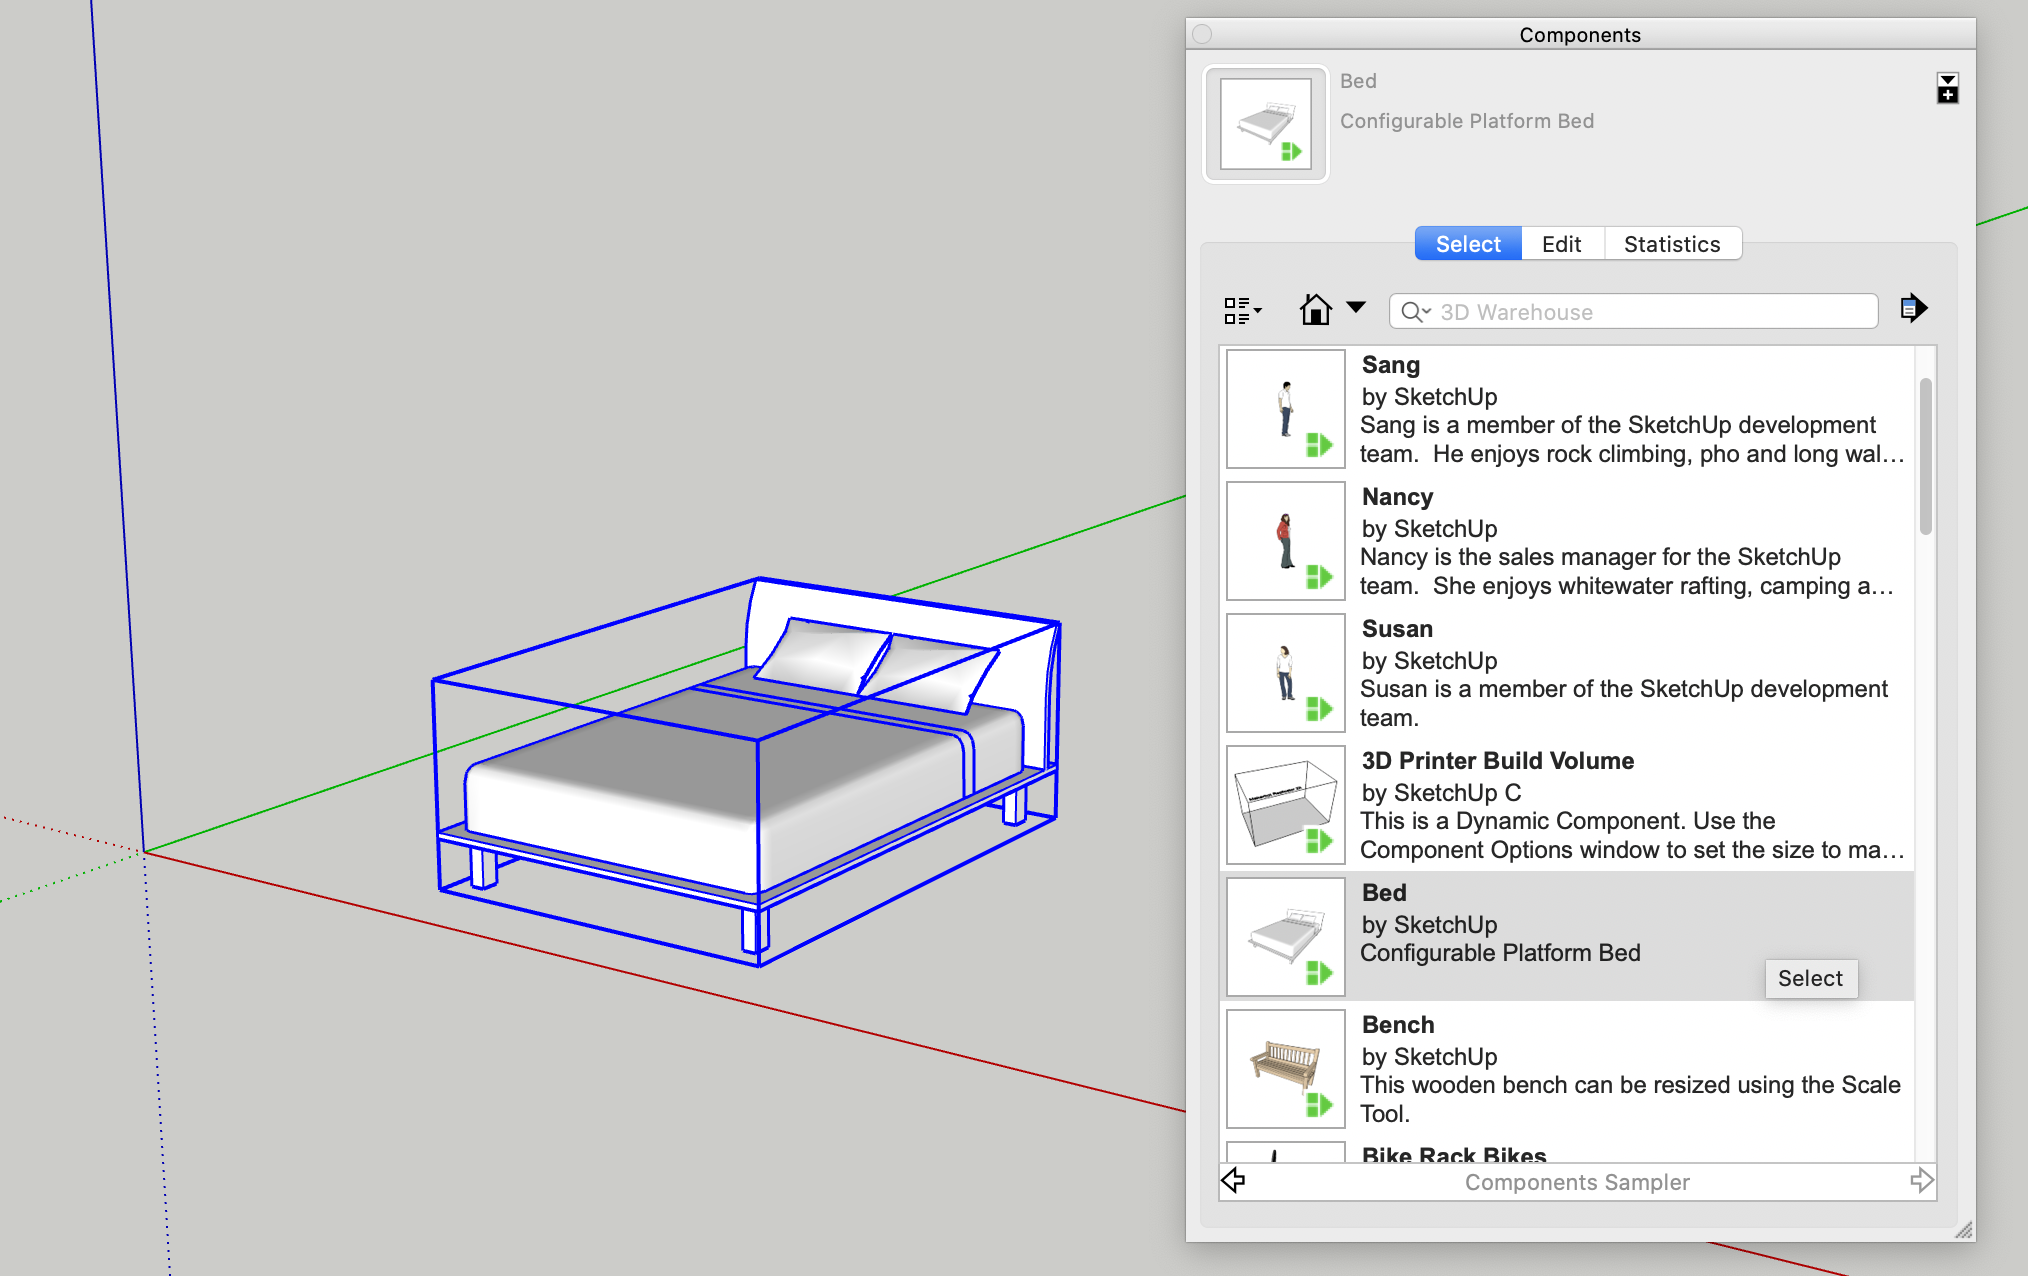 Components
Bed
Configurable Platform Bed
Select Edit Statistics
3D Warehouse
Sang
by SketchUp
Sang is a member of the SketchUp development
team.  He enjoys rock climbing, pho and long wal…
Nancy
by SketchUp
Nancy is the sales manager for the SketchUp
team.  She enjoys whitewater rafting, camping a…
Susan
by SketchUp
Susan is a member of the SketchUp development
team.
3D Printer Build Volume
by SketchUp C
This is a Dynamic Component. Use the
Component Options window to set the size to ma…
Bed
by SketchUp
Configurable Platform Bed
Select
Bench
by SketchUp
This wooden bench can be resized using the Scale
Tool.
Bike Rack Bikes
Components Sampler